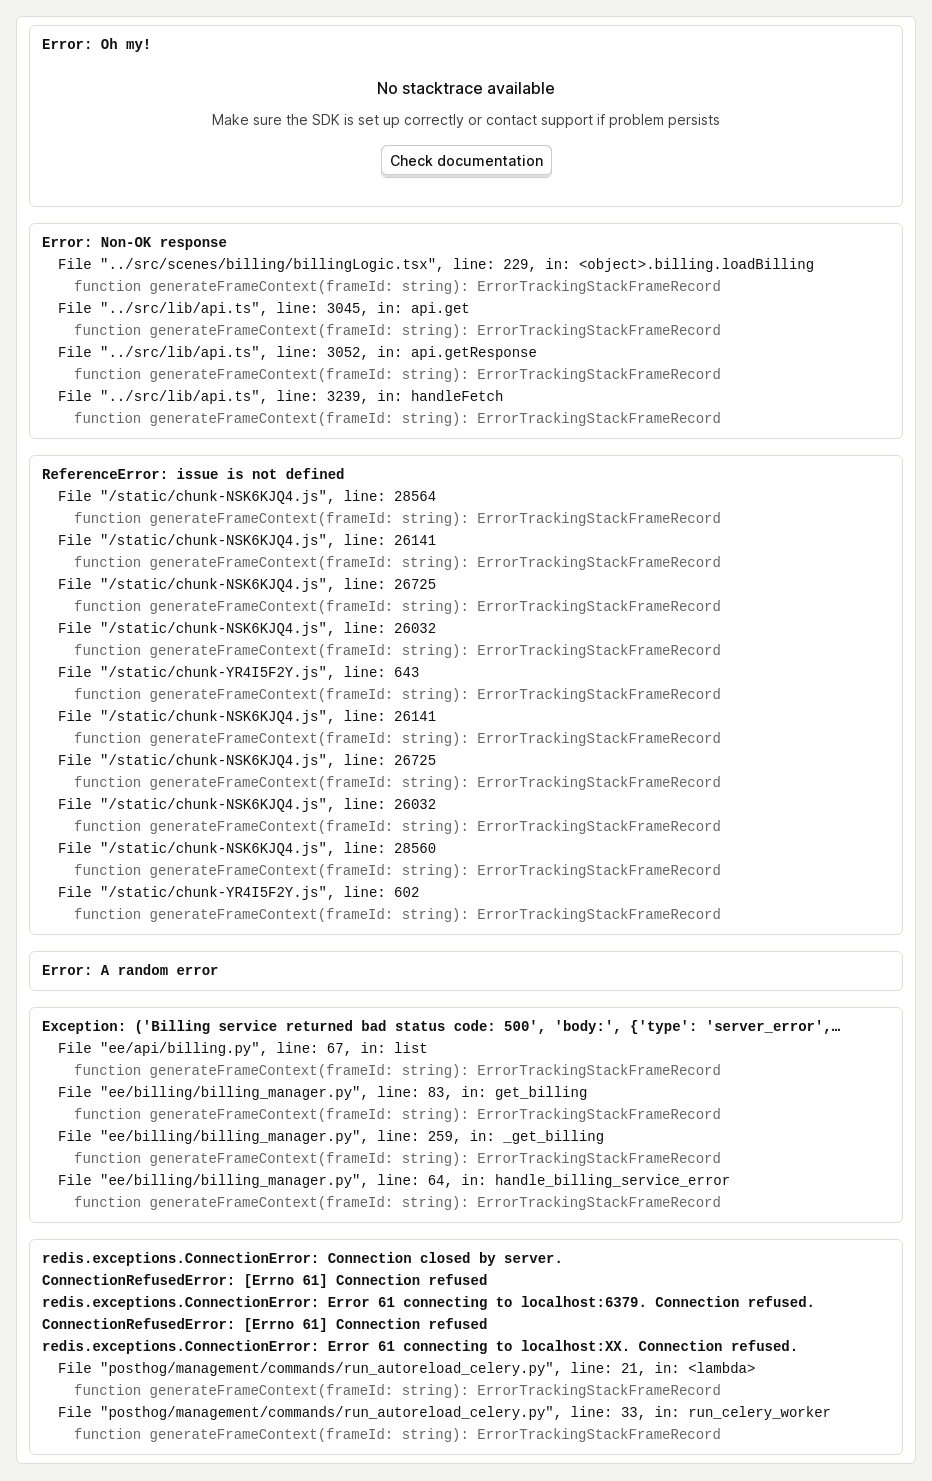 Error: Oh my!
No stacktrace available
Make sure the SDK is set up correctly or contact support if problem persists
Check documentation
Error: Non-OK response
File "../src/scenes/billing/billingLogic.tsx", line: 229, in: <object>.billing.loadBilling
function generateFrameContext(frameId: string): ErrorTrackingStackFrameRecord
File "../src/lib/api.ts", line: 3045, in: api.get
function generateFrameContext(frameId: string): ErrorTrackingStackFrameRecord
File "../src/lib/api.ts", line: 3052, in: api.getResponse
function generateFrameContext(frameId: string): ErrorTrackingStackFrameRecord
File "../src/lib/api.ts", line: 3239, in: handleFetch
function generateFrameContext(frameId: string): ErrorTrackingStackFrameRecord
ReferenceError: issue is not defined
File "/static/chunk-NSK6KJQ4.js", line: 28564
function generateFrameContext(frameId: string): ErrorTrackingStackFrameRecord
File "/static/chunk-NSK6KJQ4.js", line: 26141
function generateFrameContext(frameId: string): ErrorTrackingStackFrameRecord
File "/static/chunk-NSK6KJQ4.js", line: 26725
function generateFrameContext(frameId: string): ErrorTrackingStackFrameRecord
File "/static/chunk-NSK6KJQ4.js", line: 26032
function generateFrameContext(frameId: string): ErrorTrackingStackFrameRecord
File "/static/chunk-YR4I5F2Y.js", line: 643
function generateFrameContext(frameId: string): ErrorTrackingStackFrameRecord
File "/static/chunk-NSK6KJQ4.js", line: 26141
function generateFrameContext(frameId: string): ErrorTrackingStackFrameRecord
File "/static/chunk-NSK6KJQ4.js", line: 26725
function generateFrameContext(frameId: string): ErrorTrackingStackFrameRecord
File "/static/chunk-NSK6KJQ4.js", line: 26032
function generateFrameContext(frameId: string): ErrorTrackingStackFrameRecord
File "/static/chunk-NSK6KJQ4.js", line: 28560
function generateFrameContext(frameId: string): ErrorTrackingStackFrameRecord
File "/static/chunk-YR4I5F2Y.js", line: 602
function generateFrameContext(frameId: string): ErrorTrackingStackFrameRecord
Error: A random error
Exception: ('Billing service returned bad status code: 500', 'body:', {'type': 'server_error',…
File "ee/api/billing.py", line: 67, in: list
function generateFrameContext(frameId: string): ErrorTrackingStackFrameRecord
File "ee/billing/billing_manager.py", line: 83, in: get_billing
function generateFrameContext(frameId: string): ErrorTrackingStackFrameRecord
File "ee/billing/billing_manager.py", line: 259, in: _get_billing
function generateFrameContext(frameId: string): ErrorTrackingStackFrameRecord
File "ee/billing/billing_manager.py", line: 64, in: handle_billing_service_error
function generateFrameContext(frameId: string): ErrorTrackingStackFrameRecord
redis.exceptions.ConnectionError: Connection closed by server.
ConnectionRefusedError: [Errno 61] Connection refused
redis.exceptions.ConnectionError: Error 61 connecting to localhost:6379. Connection refused.
ConnectionRefusedError: [Errno 61] Connection refused
redis.exceptions.ConnectionError: Error 61 connecting to localhost:XX. Connection refused.
File "posthog/management/commands/run_autoreload_celery.py", line: 21, in: <lambda>
function generateFrameContext(frameId: string): ErrorTrackingStackFrameRecord
File "posthog/management/commands/run_autoreload_celery.py", line: 33, in: run_celery_worker
function generateFrameContext(frameId: string): ErrorTrackingStackFrameRecord